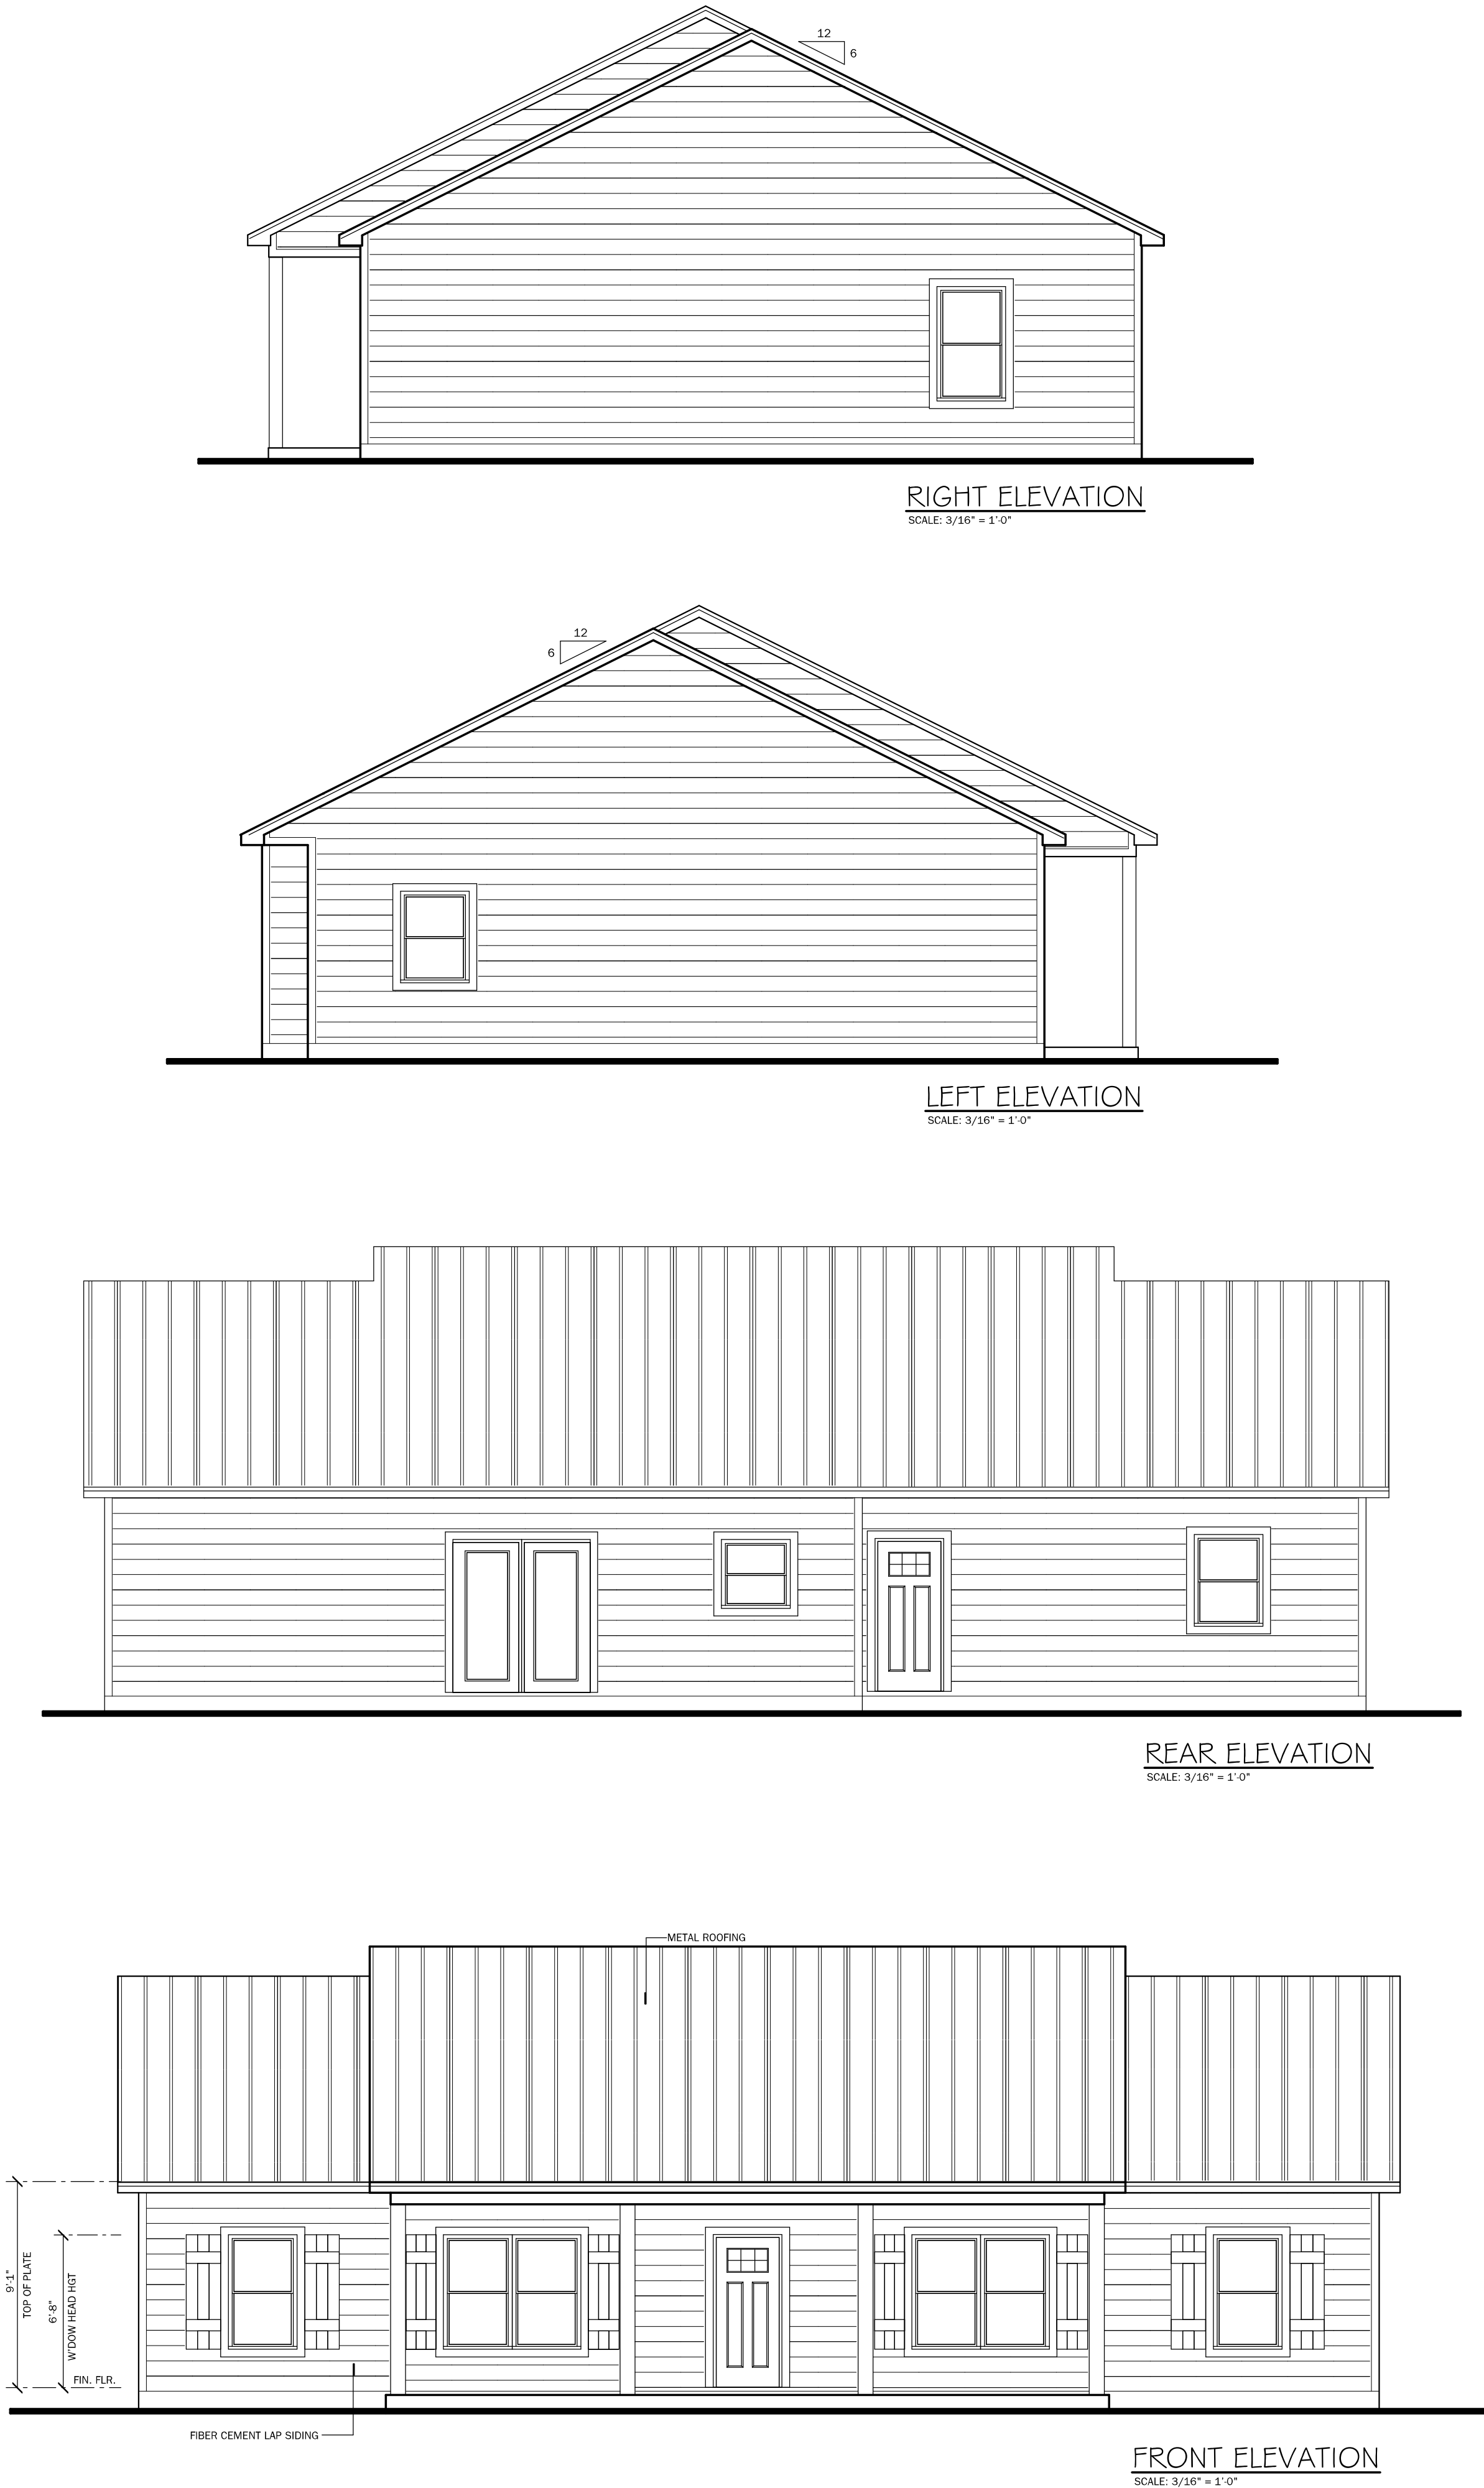 12
6
RIGHT ELEVATION
SCALE: 3/16" = 1'-0"
12
6
LEFT ELEVATION
SCALE: 3/16" = 1'-0"
REAR ELEVATION
SCALE: 3/16" = 1'-0"
METAL ROOFING
9'-1"
TOP OF PLATE
6'-8"
W'DOW HEAD HGT
FIN. FLR.
FIBER CEMENT LAP SIDING
FRONT ELEVATION
SCALE: 3/16" = 1'-0"